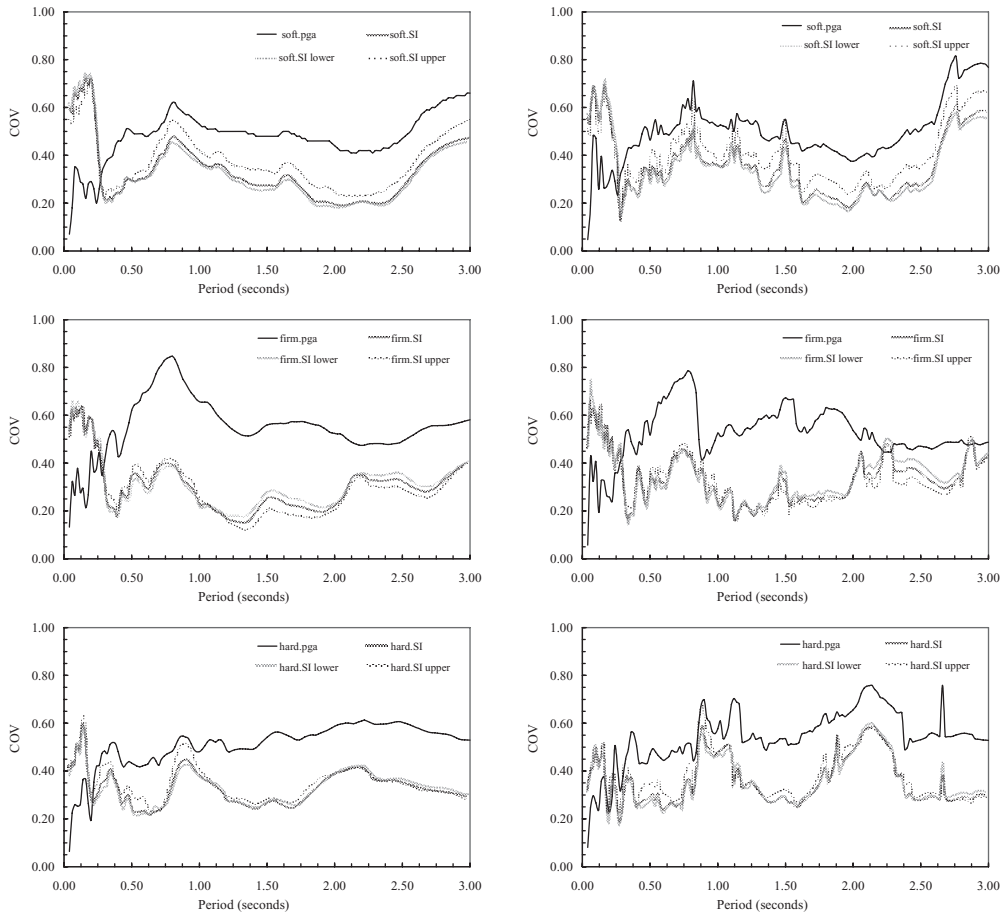 1.00
0.80
0.60
0.40
0.20
0.00
COV
soft.pga
soft.SI
soft.SI lower
soft.SI upper
0.00 0.50 1.00 1.50 2.00 2.50 3.00
Period (seconds)
1.00
0.80
0.60
0.40
0.20
0.00
COV
soft.pga
soft.SI
soft.SI lower
soft.SI upper
0.00 0.50 1.00 1.50 2.00 2.50 3.00
Period (seconds)
1.00
0.80
0.60
0.40
0.20
0.00
COV
firm.pga
firm.SI
firm.SI lower
firm.SI upper
0.00 0.50 1.00 1.50 2.00 2.50 3.00
Period (seconds)
1.00
0.80
0.60
0.40
0.20
0.00
COV
firm.pga
firm.SI
firm.SI lower
firm.SI upper
0.00 0.50 1.00 1.50 2.00 2.50 3.00
Period (seconds)
1.00
0.80
0.60
0.40
0.20
0.00
COV
hard.pga
hard.SI
hard.SI lower
hard.SI upper
0.00 0.50 1.00 1.50 2.00 2.50 3.00
Period (seconds)
1.00
0.80
0.60
0.40
0.20
0.00
COV
hard.pga
hard.SI
hard.SI lower
hard.SI upper
0.00 0.50 1.00 1.50 2.00 2.50 3.00
Period (seconds)